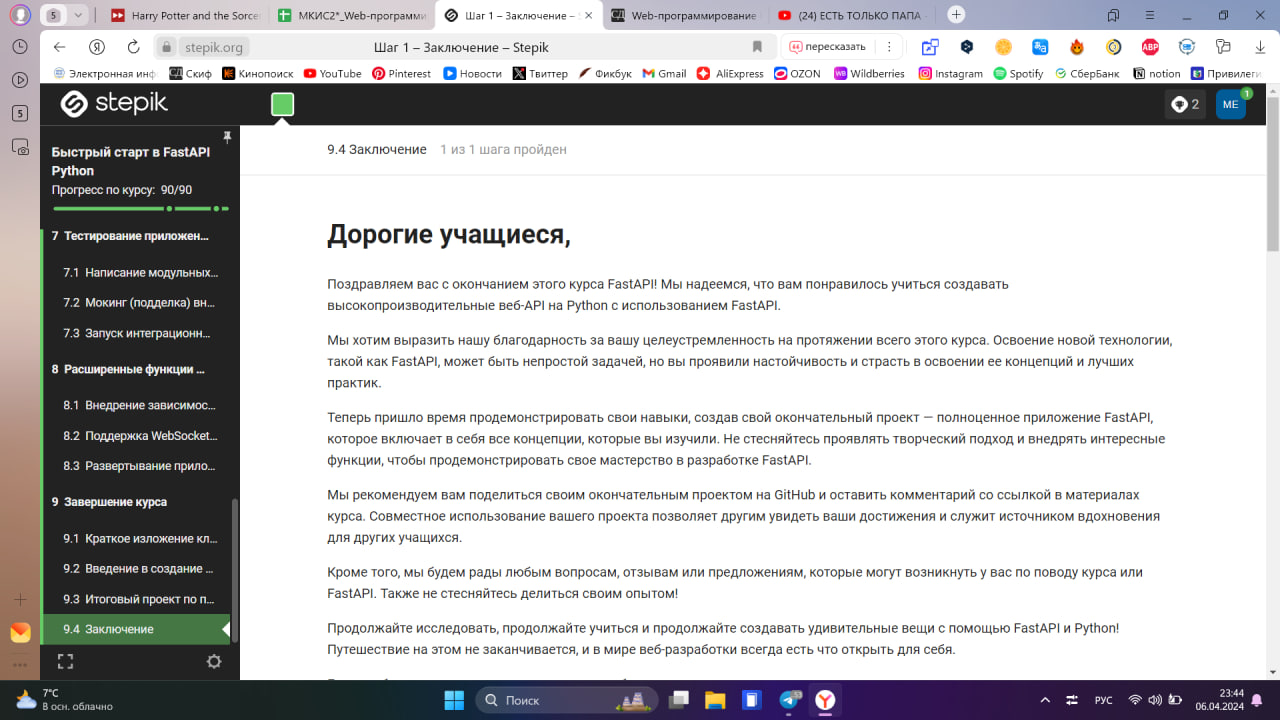 5
Harry Potter and the Sorcer
МКИС2*_Web-программи
Шаг 1 – Заключение –
Web-программирование
(24) ЕСТЬ ТОЛЬКО ПАПА
stepik.org
Шаг 1 – Заключение – Stepik
пересказать
ABP
Электронная инф
Скиф
Кинопоиск
YouTube
Pinterest
Новости
Твиттер
Фикбук
Gmail
AliExpress
OZON
Wildberries
Instagram
Spotify
СберБанк
notion
Привилеги
5
stepik
2
ME
1
Быстрый старт в FastAPI
Python
Прогресс по курсу: 90/90
7 Тестирование приложен...
7.1 Написание модульных...
7.2 Мокинг (подделка) вн...
7.3 Запуск интеграционн...
8 Расширенные функции ...
8.1 Внедрение зависимос...
8.2 Поддержка WebSocket...
8.3 Развертывание прило...
9 Завершение курса
9.1 Краткое изложение кл...
9.2 Введение в создание ...
9.3 Итоговый проект по п...
9.4 Заключение
9.4 Заключение 1 из 1 шага пройден
Дорогие учащиеся,
Поздравляем вас с окончанием этого курса FastAPI! Мы надеемся, что вам понравилось учиться создавать
высокопроизводительные веб-API на Python с использованием FastAPI.
Мы хотим выразить нашу благодарность за вашу целеустремленность на протяжении всего этого курса. Освоение новой технологии,
такой как FastAPI, может быть непростой задачей, но вы проявили настойчивость и страсть в освоении ее концепций и лучших
практик.
Теперь пришло время продемонстрировать свои навыки, создав свой окончательный проект — полноценное приложение FastAPI,
которое включает в себя все концепции, которые вы изучили. Не стесняйтесь проявлять творческий подход и внедрять интересные
функции, чтобы продемонстрировать свое мастерство в разработке FastAPI.
Мы рекомендуем вам поделиться своим окончательным проектом на GitHub и оставить комментарий со ссылкой в материалах
курса. Совместное использование вашего проекта позволяет другим увидеть ваши достижения и служит источником вдохновения
для других учащихся.
Кроме того, мы будем рады любым вопросам, отзывам или предложениям, которые могут возникнуть у вас по поводу курса или
FastAPI. Также не стесняйтесь делиться своим опытом!
Продолжайте исследовать, продолжайте учиться и продолжайте создавать удивительные вещи с помощью FastAPI и Python!
Путешествие на этом не заканчивается, и в мире веб-разработки всегда есть что открыть для себя.
7°C
В осн. облачно
Поиск
РУС
23:44
06.04.2024